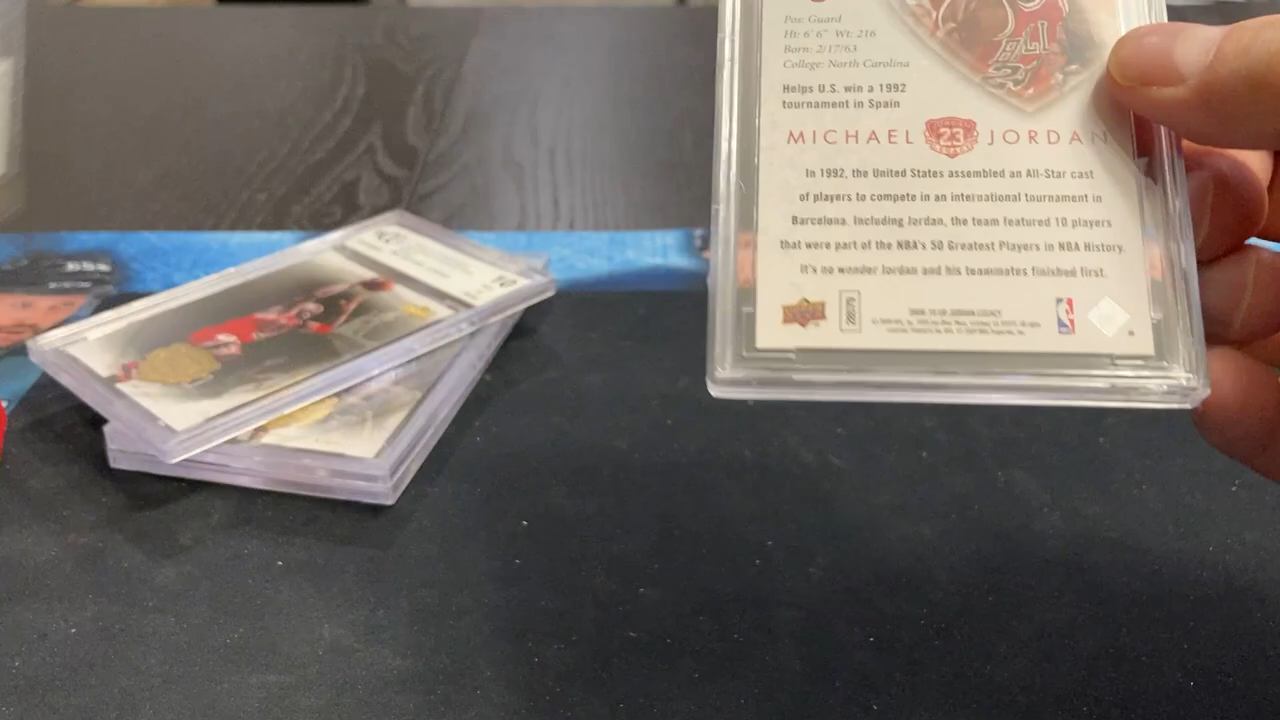 Pos: Guard
Ht: 6'6" Wt: 216
Born: 2/17/63
College: North Carolina
Helps U.S. win a 1992
tournament in Spain
MICHAEL 23 JORDAN
In 1992, the United States assembled an All-Star cast
of players to compete in an international tournament in
Barcelona. Including Jordan, the team featured 10 players
that were part of the NBA's 50 Greatest Players in NBA History.
It's no wonder Jordan and his teammates finished first.
UPPER DECK